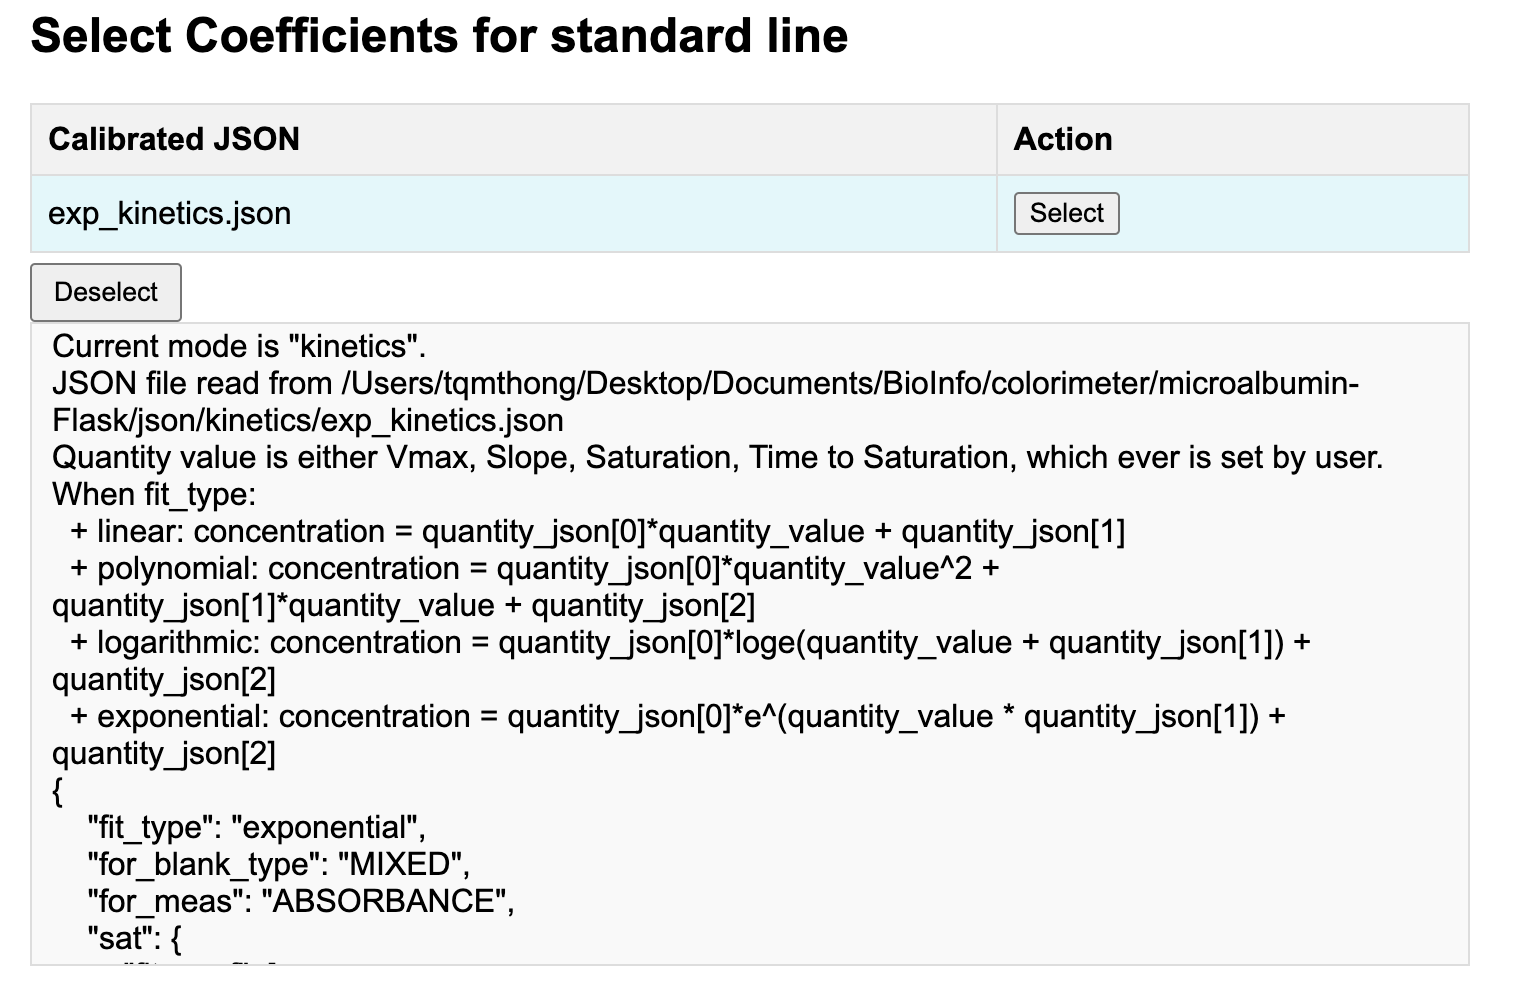 Select Coefficients for standard line
Calibrated JSON
Action
exp_kinetics.json
Select
Deselect
Current mode is "kinetics".
JSON file read from /Users/tqmthong/Desktop/Documents/BioInfo/colorimeter/microalbumin-
Flask/json/kinetics/exp_kinetics.json
Quantity value is either Vmax, Slope, Saturation, Time to Saturation, which ever is set by user.
When fit_type:
+ linear: concentration = quantity_json[0]*quantity_value + quantity_json[1]
+ polynomial: concentration = quantity_json[0]*quantity_value^2 +
quantity_json[1]*quantity_value + quantity_json[2]
+ logarithmic: concentration = quantity_json[0]*loge(quantity_value + quantity_json[1]) +
quantity_json[2]
+ exponential: concentration = quantity_json[0]*e^(quantity_value * quantity_json[1]) +
quantity_json[2]
{
"fit_type": "exponential",
"for_blank_type": "MIXED",
"for_meas": "ABSORBANCE",
"sat": {